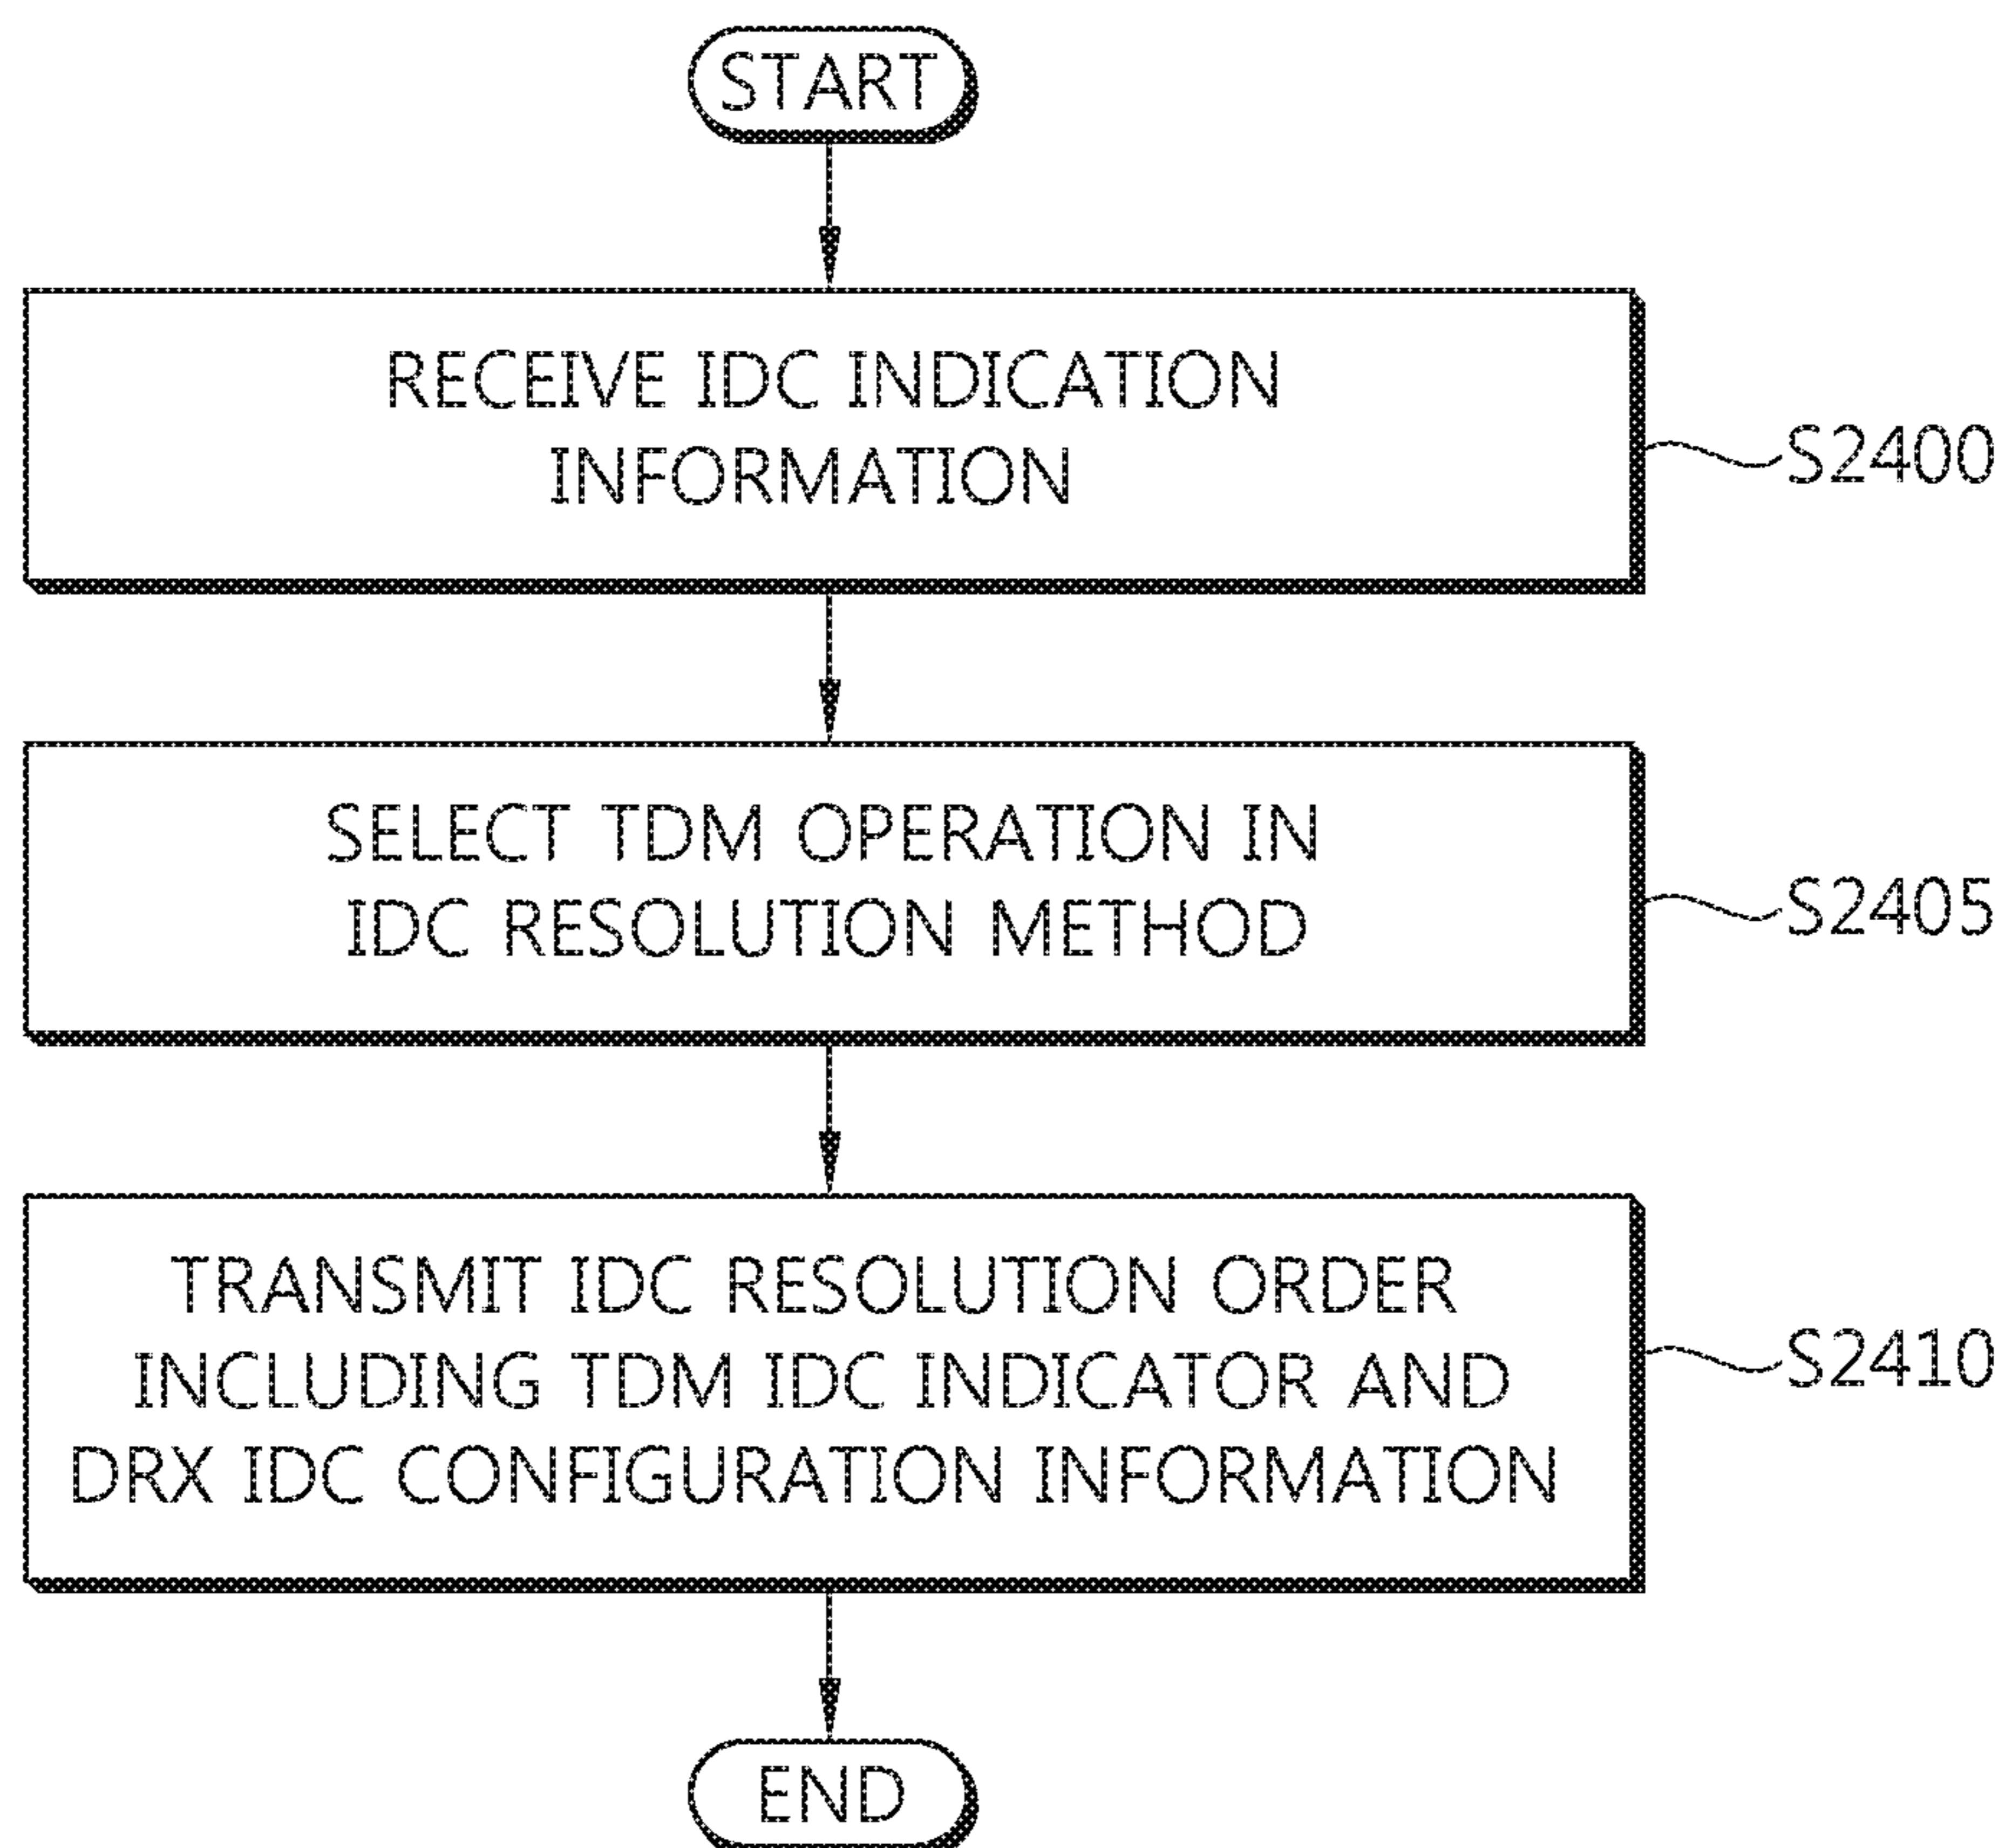 START
RECEIVE IDC INDICATION
INFORMATION
S2400
SELECT TDM OPERATION IN
IDC RESOLUTION METHOD
S2405
TRANSMIT IDC RESOLUTION ORDER
INCLUDING TDM IDC INDICATOR AND
DRX IDC CONFIGURATION INFORMATION
S2410
END